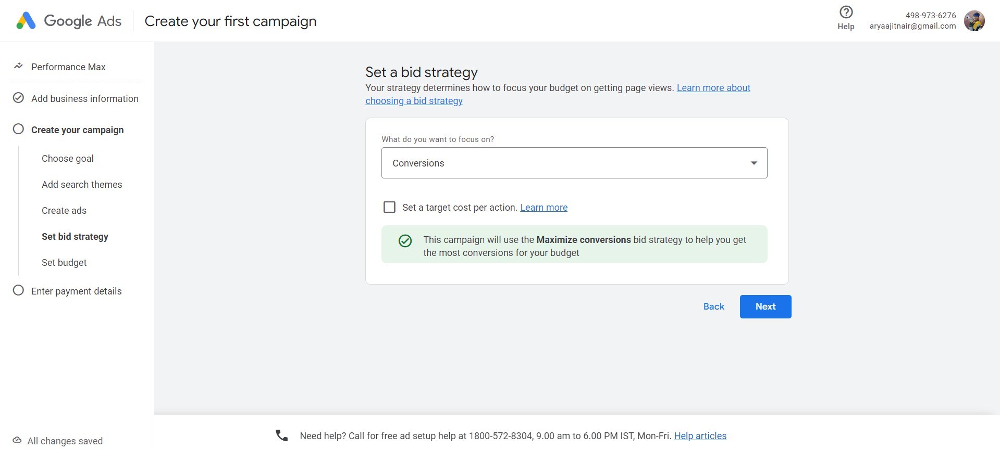 Google Ads
Create your first campaign
Help
498-973-6276
aryaajitnair@gmail.com
Performance Max
Add business information
Create your campaign
Choose goal
Add search themes
Create ads
Set bid strategy
Set budget
Enter payment details
All changes saved
Set a bid strategy
Your strategy determines how to focus your budget on getting page views. Learn more about
choosing a bid strategy
What do you want to focus on?
Conversions
Set a target cost per action. Learn more
This campaign will use the Maximize conversions bid strategy to help you get
the most conversions for your budget
Back
Next
Need help? Call for free ad setup help at 1800-572-8304, 9.00 am to 6.00 PM IST, Mon-Fri. Help articles